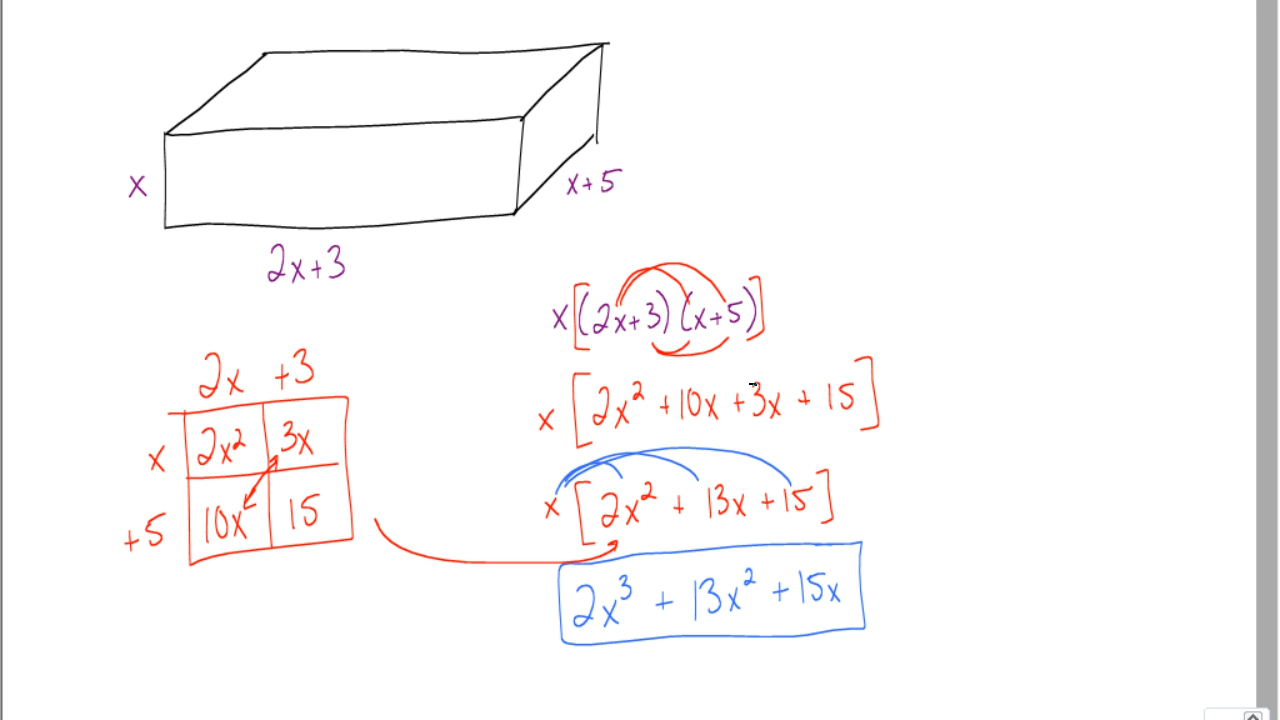 x
x+5
2x+3
x[(2x+3)(x+5)]
x[2x²+10x+3x+15]
2x +3
x 2x² 3x
+5 10x 15
x[2x²+13x+15]
2x³+13x²+15x